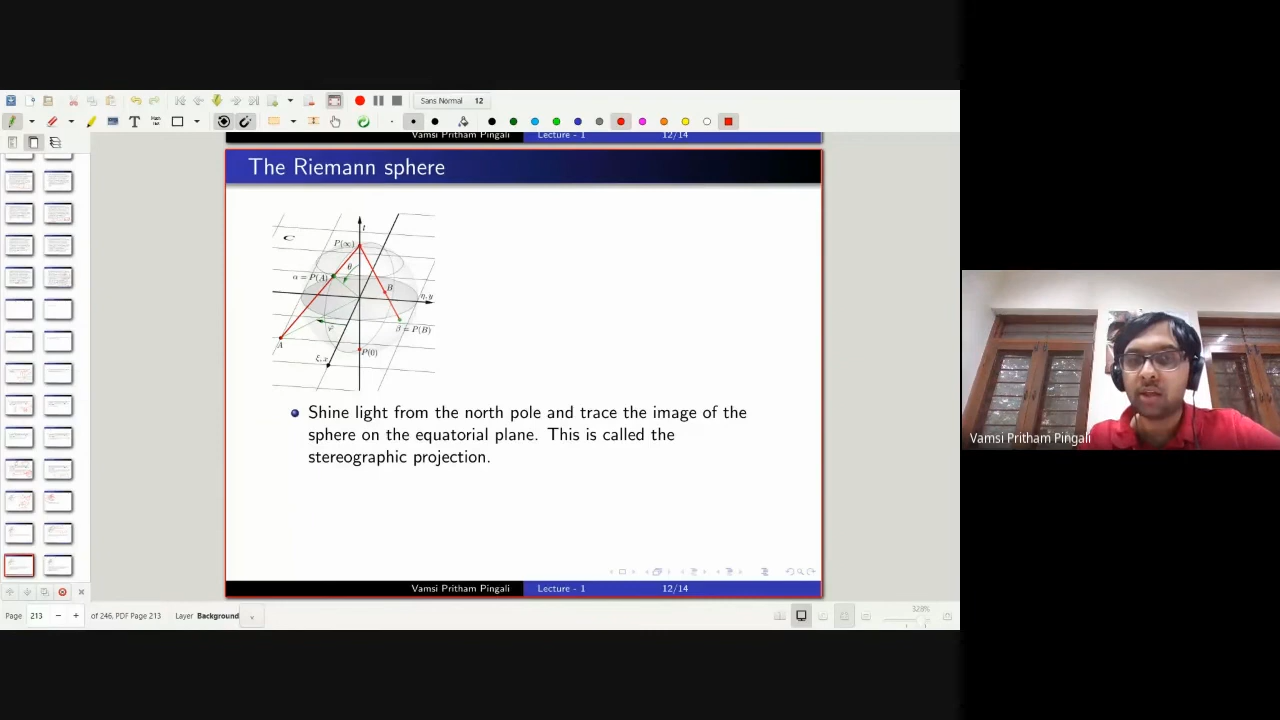 Sans Normal 12
Vamsi Pritham Pingali Lecture - 1 12/14
The Riemann sphere
C
t
P(∞)
θ
α = P(A)
B
η, y
φ
β = P(B)
A
P(0)
ξ, x
Shine light from the north pole and trace the image of the
sphere on the equatorial plane. This is called the
stereographic projection.
Vamsi Pritham Pingali
Vamsi Pritham Pingali Lecture - 1 12/14
Page 213 of 246, PDF Page 213 Layer Background 328%